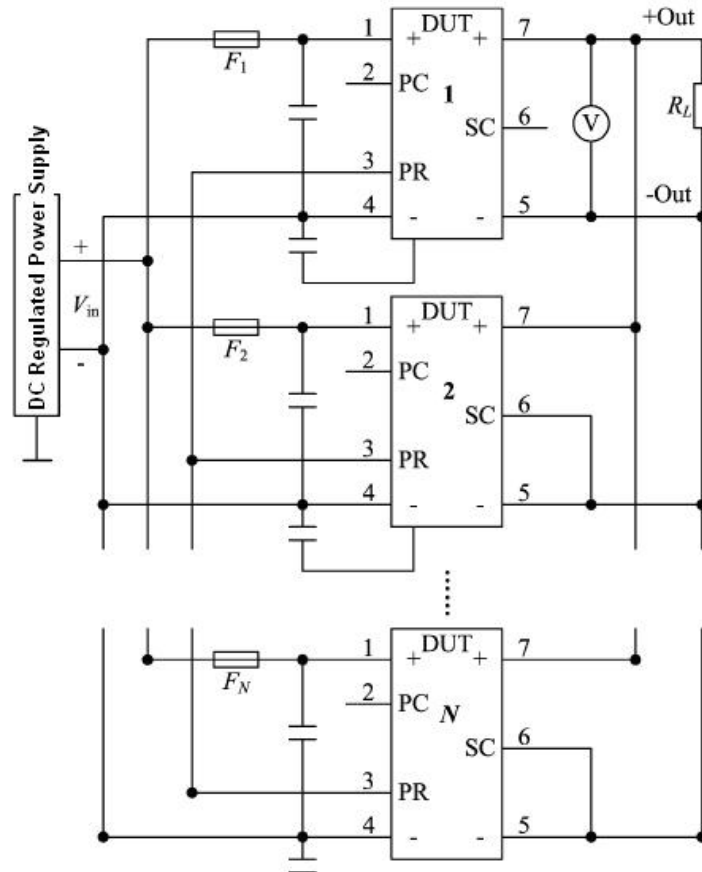 1 + DUT + 7 +Out
F1
2 PC
1
SC 6
V
RL
3 PR
4 - - 5 -Out
DC Regulated Power Supply
+
Vin
-
1 + DUT + 7
F2
2 PC
2
SC 6
3 PR
4 - - 5
1 + DUT + 7
FN
2 PC
N
SC 6
3 PR
4 - - 5